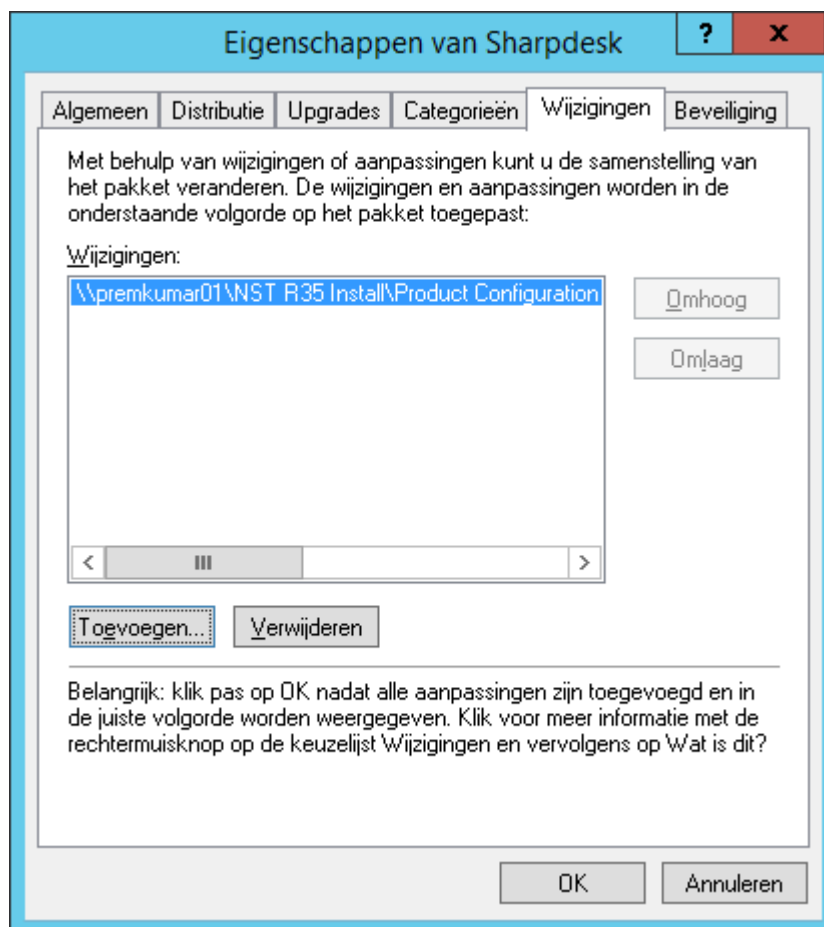 Eigenschappen van Sharpdesk
?
x
Algemeen
Distributie
Upgrades
Categorieën
Wijzigingen
Beveiliging
Met behulp van wijzigingen of aanpassingen kunt u de samenstelling van
het pakket veranderen. De wijzigingen en aanpassingen worden in de
onderstaande volgorde op het pakket toegepast:
Wijzigingen:
\\premkumar01\NST R35 Install\Product Configuration
Omhoog
Omlaag
Toevoegen...
Verwijderen
Belangrijk: klik pas op OK nadat alle aanpassingen zijn toegevoegd en in
de juiste volgorde worden weergegeven. Klik voor meer informatie met de
rechtermuisknop op de keuzelijst Wijzigingen en vervolgens op Wat is dit?
OK
Annuleren